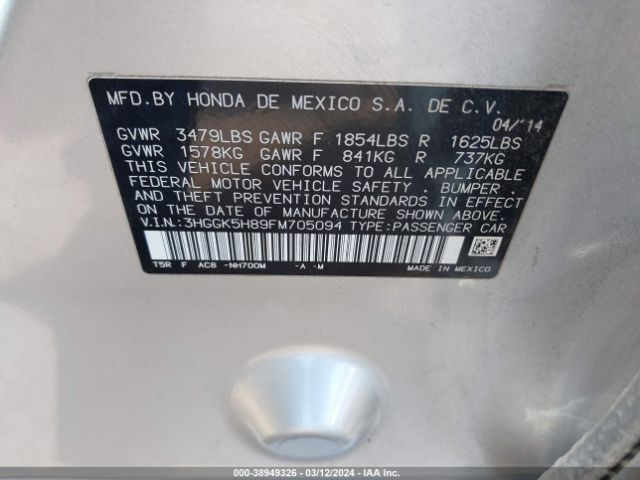 MFD.BY HONDA DE MEXICO S.A. DE C.V.
04/'14
GVWR 3479LBS GAWR F 1854LBS R 1625LBS
GVWR 1578KG GAWR F 841KG R 737KG
THIS VEHICLE CONFORMS TO ALL APPLICABLE
FEDERAL MOTOR VEHICLE SAFETY . BUMPER .
AND THEFT PREVENTION STANDARDS IN EFFECT
ON THE DATE OF MANUFACTURE SHOWN ABOVE.
V.I.N.:3HGGK5H89FM705094 TYPE:PASSENGER CAR
T5R F AC8 -NH700M -A -M MADE IN MEXICO
000-38949326 - 03/12/2024 - IAA Inc.